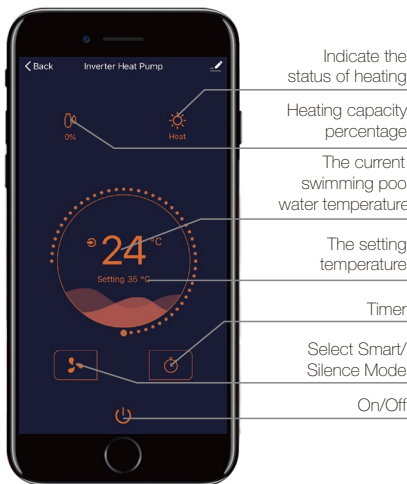 Back
Inverter Heat Pump
0%
Heat
24 °C
Setting 35 °C
Indicate the
status of heating
Heating capacity
percentage
The current
swimming poo
water temperature
The setting
temperature
Timer
Select Smart/
Silence Mode
On/Off